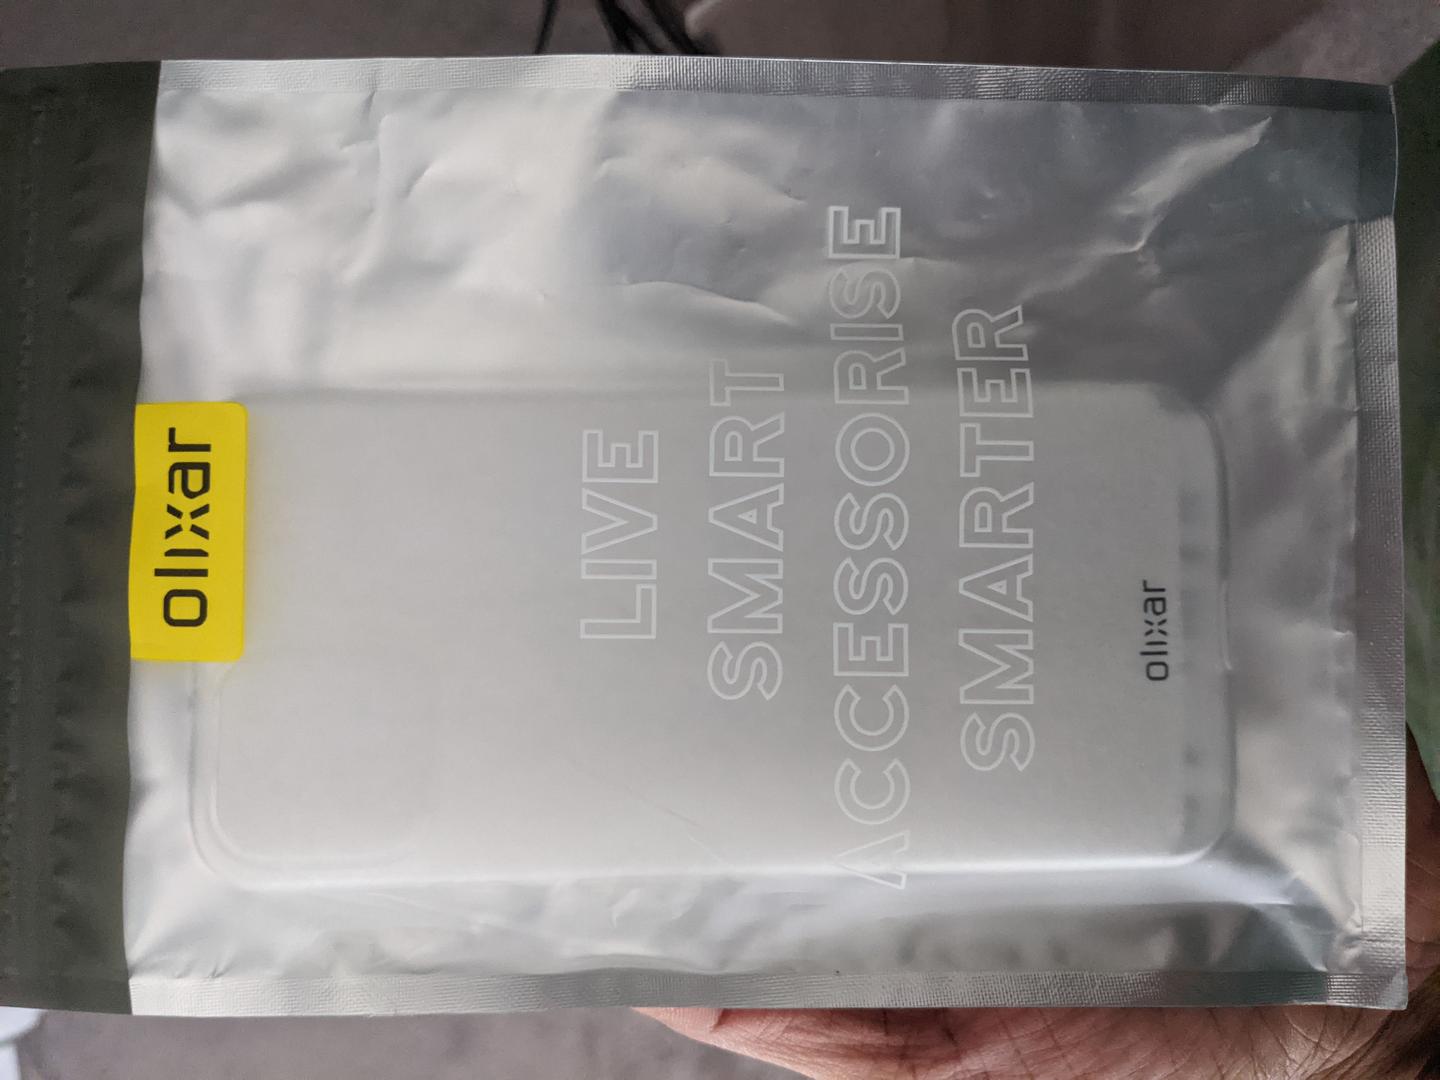 olixar
LIVE
SMART
ACCESSORISE
SMARTER
olixar